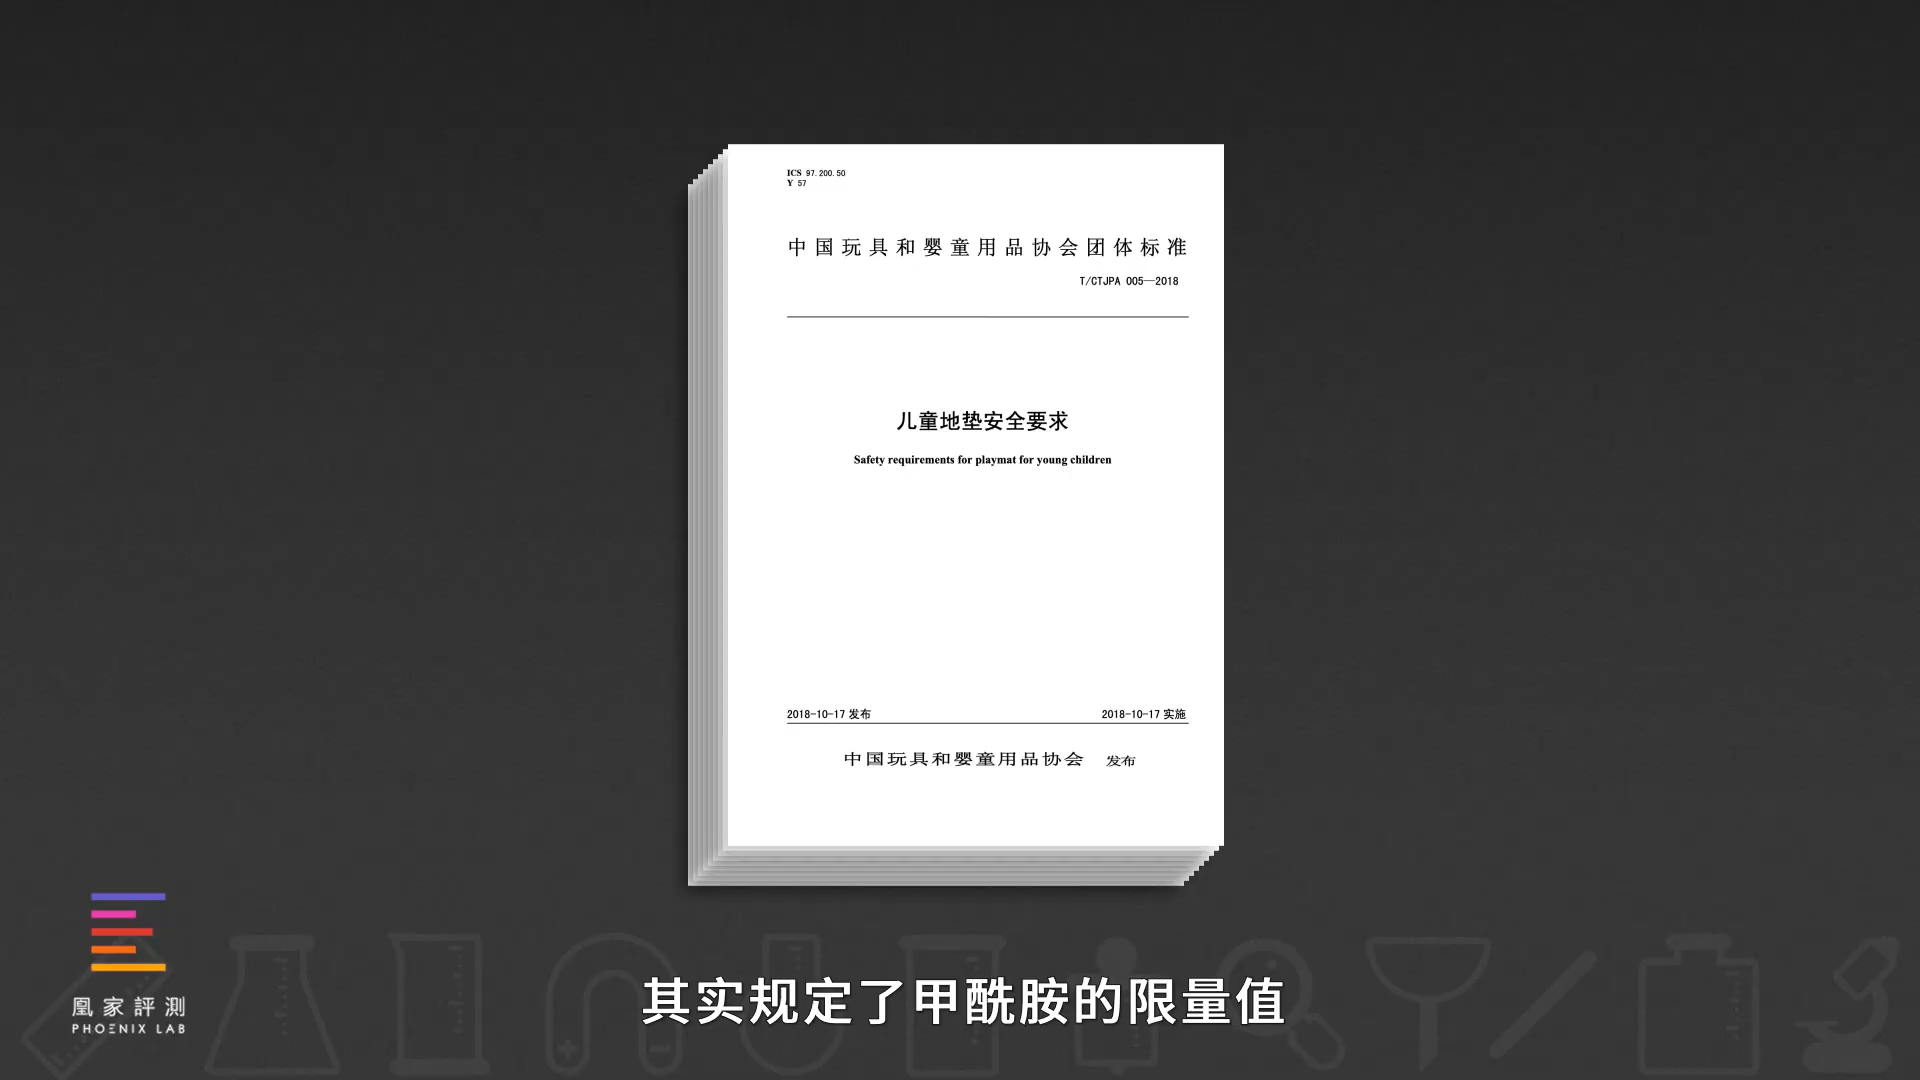 ICS 97.200.50
Y 57
中国玩具和婴童用品协会团体标准
T/CTJPA 005—2018
儿童地垫安全要求
Safety requirements for playmat for young children
2018-10-17 发布
2018-10-17 实施
中国玩具和婴童用品协会 发布
其实规定了甲酰胺的限量值
凰家評測
PHOENIX LAB